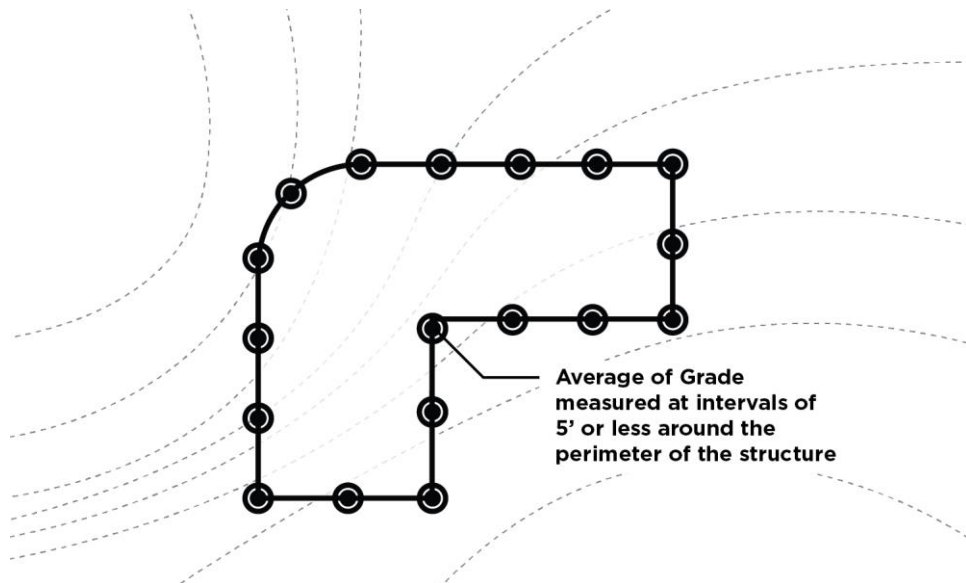 Average of Grade
measured at intervals of
5’ or less around the
perimeter of the structure